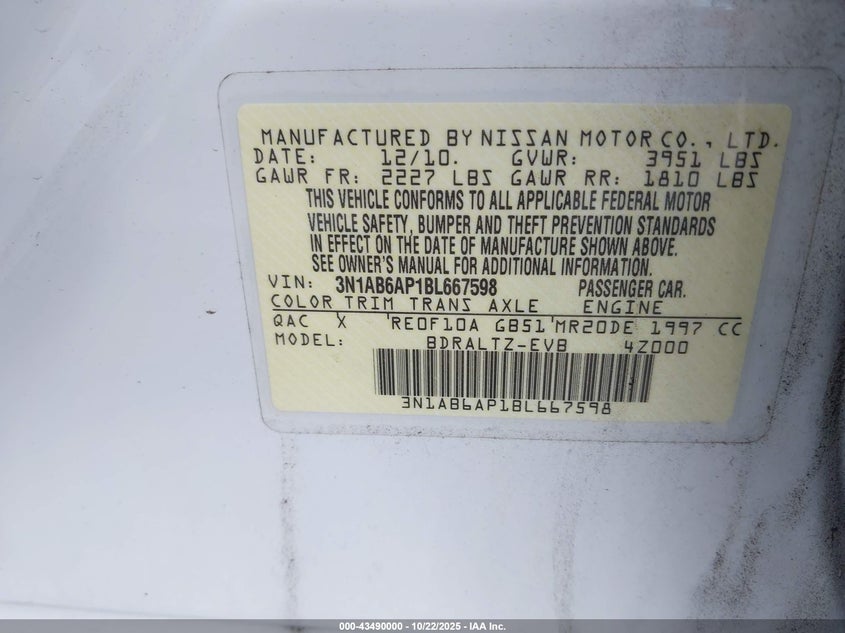 MANUFACTURED BY NISSAN MOTOR CO., LTD.
DATE: 12/10. GVWR: 3951 LBS
GAWR FR: 2227 LBS GAWR RR: 1810 LBS
THIS VEHICLE CONFORMS TO ALL APPLICABLE FEDERAL MOTOR
VEHICLE SAFETY, BUMPER AND THEFT PREVENTION STANDARDS
IN EFFECT ON THE DATE OF MANUFACTURE SHOWN ABOVE.
SEE OWNER'S MANUAL FOR ADDITIONAL INFORMATION.
VIN: 3N1AB6AP1BL667598 PASSENGER CAR.
COLOR TRIM TRANS AXLE ENGINE
QAC X 'RE0F10A GB51'MR20DE 1997 CC
MODEL: BDRALTZ-EVB 4Z000
3N1AB6AP1BL667598
000-43490000 - 10/22/2025 - IAA Inc.